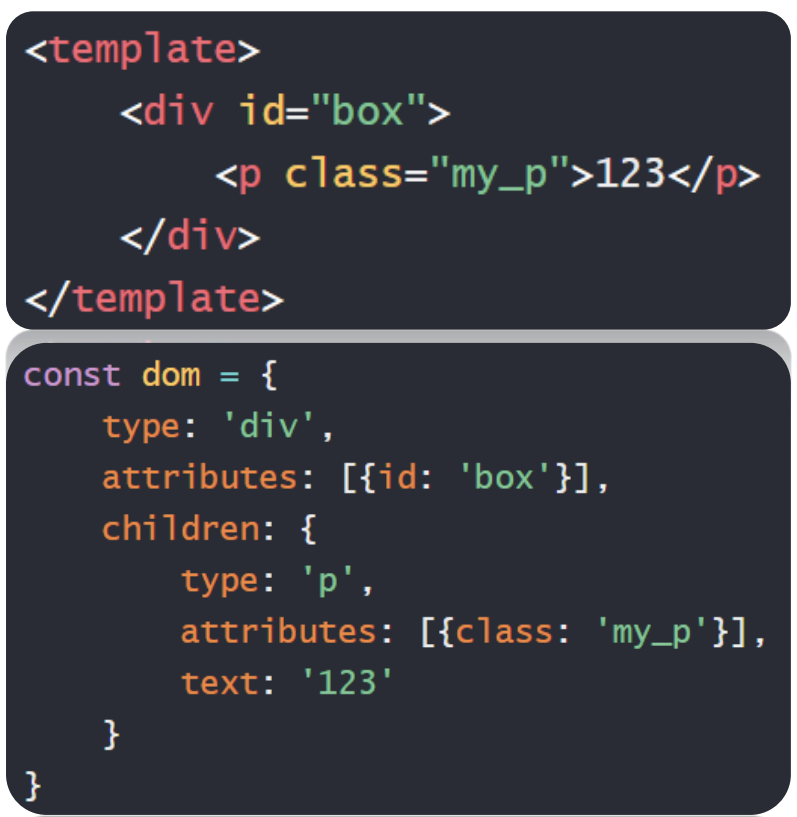 <template>
    <div id="box">
        <p class="my_p">123</p>
    </div>
</template>
const dom = {
    type: 'div',
    attributes: [{id: 'box'}],
    children: {
        type: 'p',
        attributes: [{class: 'my_p'}],
        text: '123'
    }
}